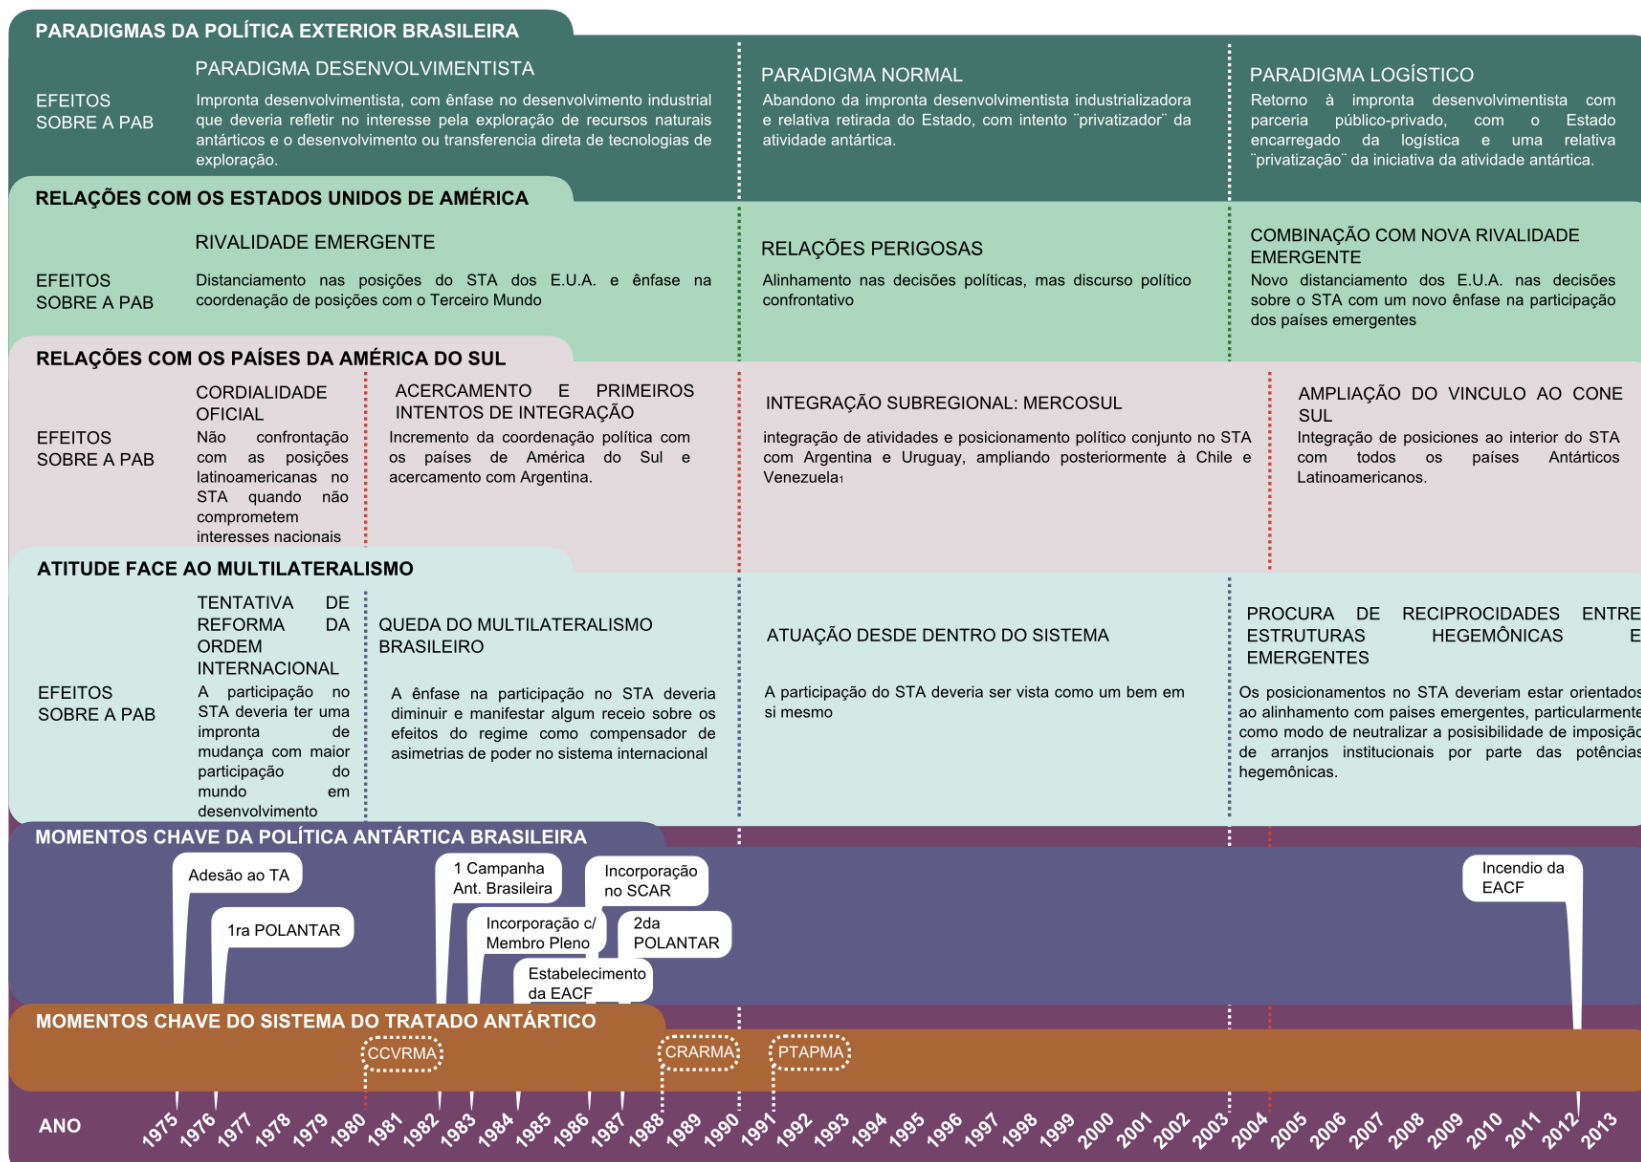 PARADIGMAS DA POLÍTICA EXTERIOR BRASILEIRA
PARADIGMA DESENVOLVIMENTISTA
EFEITOS
SOBRE A PAB
Impronta desenvolvimentista, com ênfase no desenvolvimento industrial
que deveria refletir no interesse pela exploração de recursos naturais
antárticos e o desenvolvimento ou transferencia direta de tecnologias de
exploração.
PARADIGMA NORMAL
Abandono da impronta desenvolvimentista industrializadora
e relativa retirada do Estado, com intento ¨privatizador¨ da
atividade antártica.
PARADIGMA LOGÍSTICO
Retorno à impronta desenvolvimentista com
parceria público-privado, com o Estado
encarregado da logística e uma relativa
¨privatização¨ da iniciativa da atividade antártica.
RELAÇÕES COM OS ESTADOS UNIDOS DE AMÉRICA
RIVALIDADE EMERGENTE
EFEITOS
SOBRE A PAB
Distanciamento nas posições do STA dos E.U.A. e ênfase na
coordenação de posições com o Terceiro Mundo
RELAÇÕES PERIGOSAS
Alinhamento nas decisões políticas, mas discurso político
confrontativo
COMBINAÇÃO COM NOVA RIVALIDADE
EMERGENTE
Novo distanciamento dos E.U.A. nas decisões
sobre o STA com um novo ênfase na participação
dos países emergentes
RELAÇÕES COM OS PAÍSES DA AMÉRICA DO SUL
CORDIALIDADE
OFICIAL
EFEITOS
SOBRE A PAB
Não confrontação
com as posições
latinoamericanas no
STA quando não
comprometem
interesses nacionais
ACERCAMENTO E PRIMEIROS
INTENTOS DE INTEGRAÇÃO
Incremento da coordenação política com
os países de América do Sul e
acercamento com Argentina.
INTEGRAÇÃO SUBREGIONAL: MERCOSUL
integração de atividades e posicionamento político conjunto no STA
com Argentina e Uruguay, ampliando posteriormente à Chile e
Venezuela1
AMPLIAÇÃO DO VINCULO AO CONE
SUL
Integração de posiciones ao interior do STA
com todos os países Antárticos
Latinoamericanos.
ATITUDE FACE AO MULTILATERALISMO
TENTATIVA DE
REFORMA DA
ORDEM
INTERNACIONAL
EFEITOS
SOBRE A PAB
A participação no
STA deveria ter uma
impronta de
mudança com maior
participação do
mundo em
desenvolvimento
QUEDA DO MULTILATERALISMO
BRASILEIRO
A ênfase na participação no STA deveria
diminuir e manifestar algum receio sobre os
efeitos do regime como compensador de
asimetrias de poder no sistema internacional
ATUAÇÃO DESDE DENTRO DO SISTEMA
A participação do STA deveria ser vista como um bem em
si mesmo
PROCURA DE RECIPROCIDADES ENTRE
ESTRUTURAS HEGEMÔNICAS E
EMERGENTES
Os posicionamentos no STA deveriam estar orientados
ao alinhamento com paises emergentes, particularmente
como modo de neutralizar a posisibilidade de imposição
de arranjos institucionais por parte das potências
hegemônicas.
MOMENTOS CHAVE DA POLÍTICA ANTÁRTICA BRASILEIRA
Adesão ao TA
1ra POLANTAR
1 Campanha
Ant. Brasileira
Incorporação c/
Membro Pleno
Estabelecimento
da EACF
Incorporação
no SCAR
2da
POLANTAR
Incendio da
EACF
MOMENTOS CHAVE DO SISTEMA DO TRATADO ANTÁRTICO
CCVRMA
CRARMA
PTAPMA
ANO
1975 1976 1977 1978 1979 1980 1981 1982 1983 1984 1985 1986 1987 1988 1989 1990 1991 1992 1993 1994 1995 1996 1997 1998 1999 2000 2001 2002 2003 2004 2005 2006 2007 2008 2009 2010 2011 2012 2013